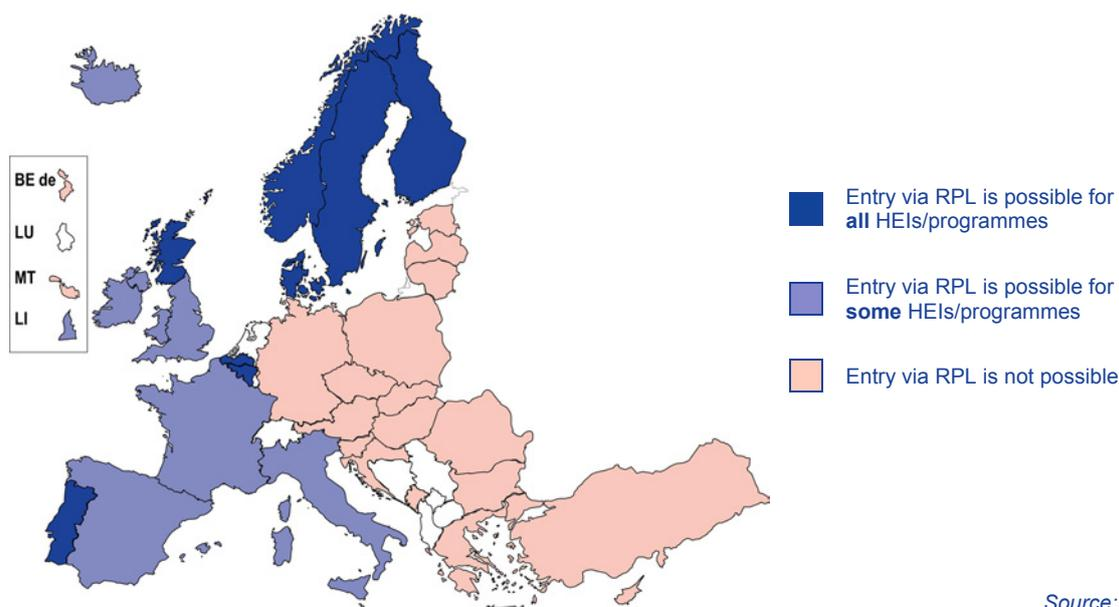 BE de
LU
MT
LI
Entry via RPL is possible for
all HEIs/programmes
Entry via RPL is possible for
some HEIs/programmes
Entry via RPL is not possible
Source: